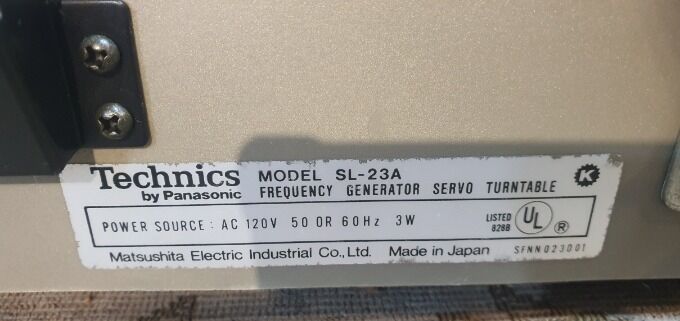 Technics MODEL SL-23A
by Panasonic FREQUENCY GENERATOR SERVO TURNTABLE K
POWER SOURCE: AC 120V 50 OR 60Hz 3W LISTED 828B UL ®
Matsushita Electric Industrial Co., Ltd. Made in Japan SFNN023D01